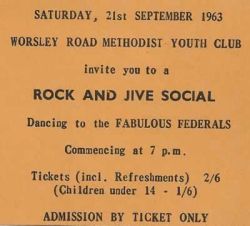 SATURDAY, 21st SEPTEMBER 1963
WORSLEY ROAD METHODIST YOUTH CLUB
invite you to a
ROCK AND JIVE SOCIAL
Dancing to the FABULOUS FEDERALS
Commencing at 7 p.m.
Tickets (incl. Refreshments) 2/6
(Children under 14 - 1/6)
ADMISSION BY TICKET ONLY